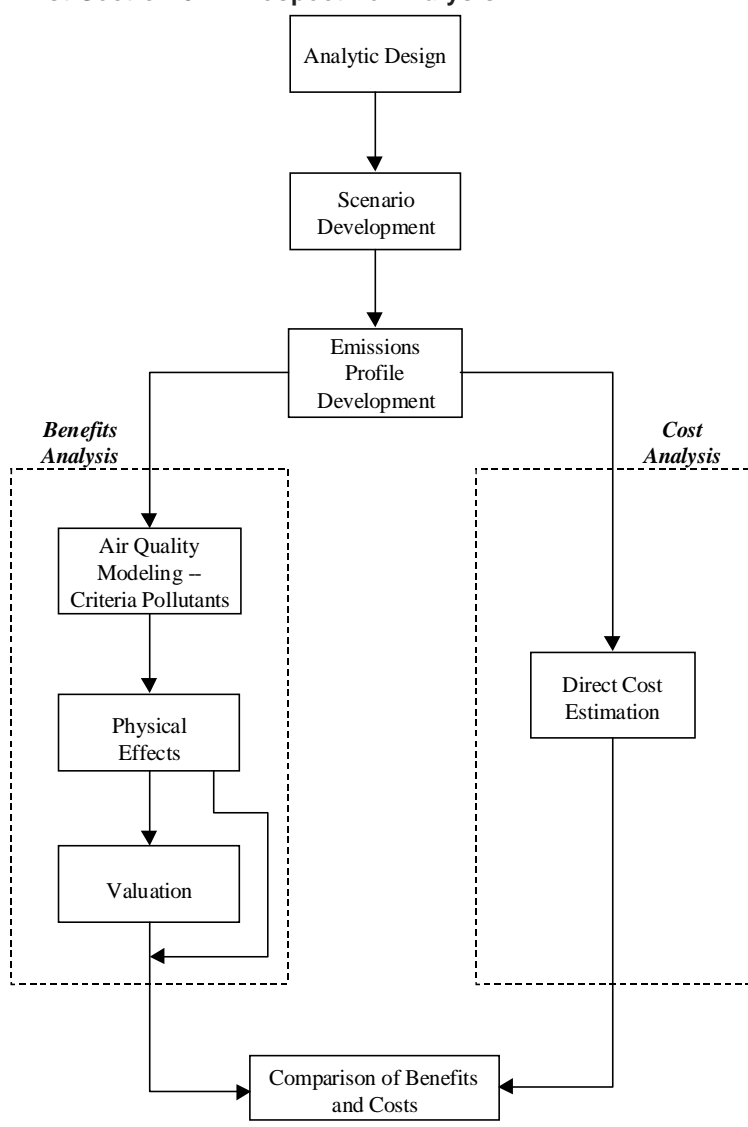 Analytic Design
Scenario
Development
Emissions
Profile
Development
Benefits
Analysis
Cost
Analysis
Air Quality
Modeling --
Criteria Pollutants
Physical
Effects
Valuation
Direct Cost
Estimation
Comparison of Benefits
and Costs